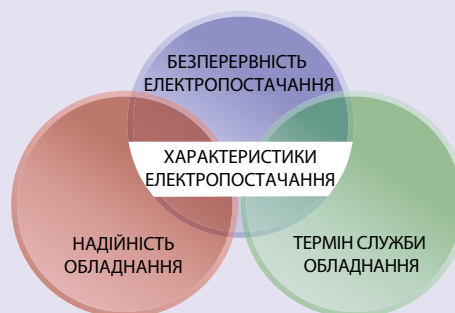 БЕЗПЕРЕРВНІСТЬ
ЕЛЕКТРОПОСТАЧАННЯ
ХАРАКТЕРИСТИКИ
ЕЛЕКТРОПОСТАЧАННЯ
НАДІЙНІСТЬ
ОБЛАДНАННЯ
ТЕРМІН СЛУЖБИ
ОБЛАДНАННЯ